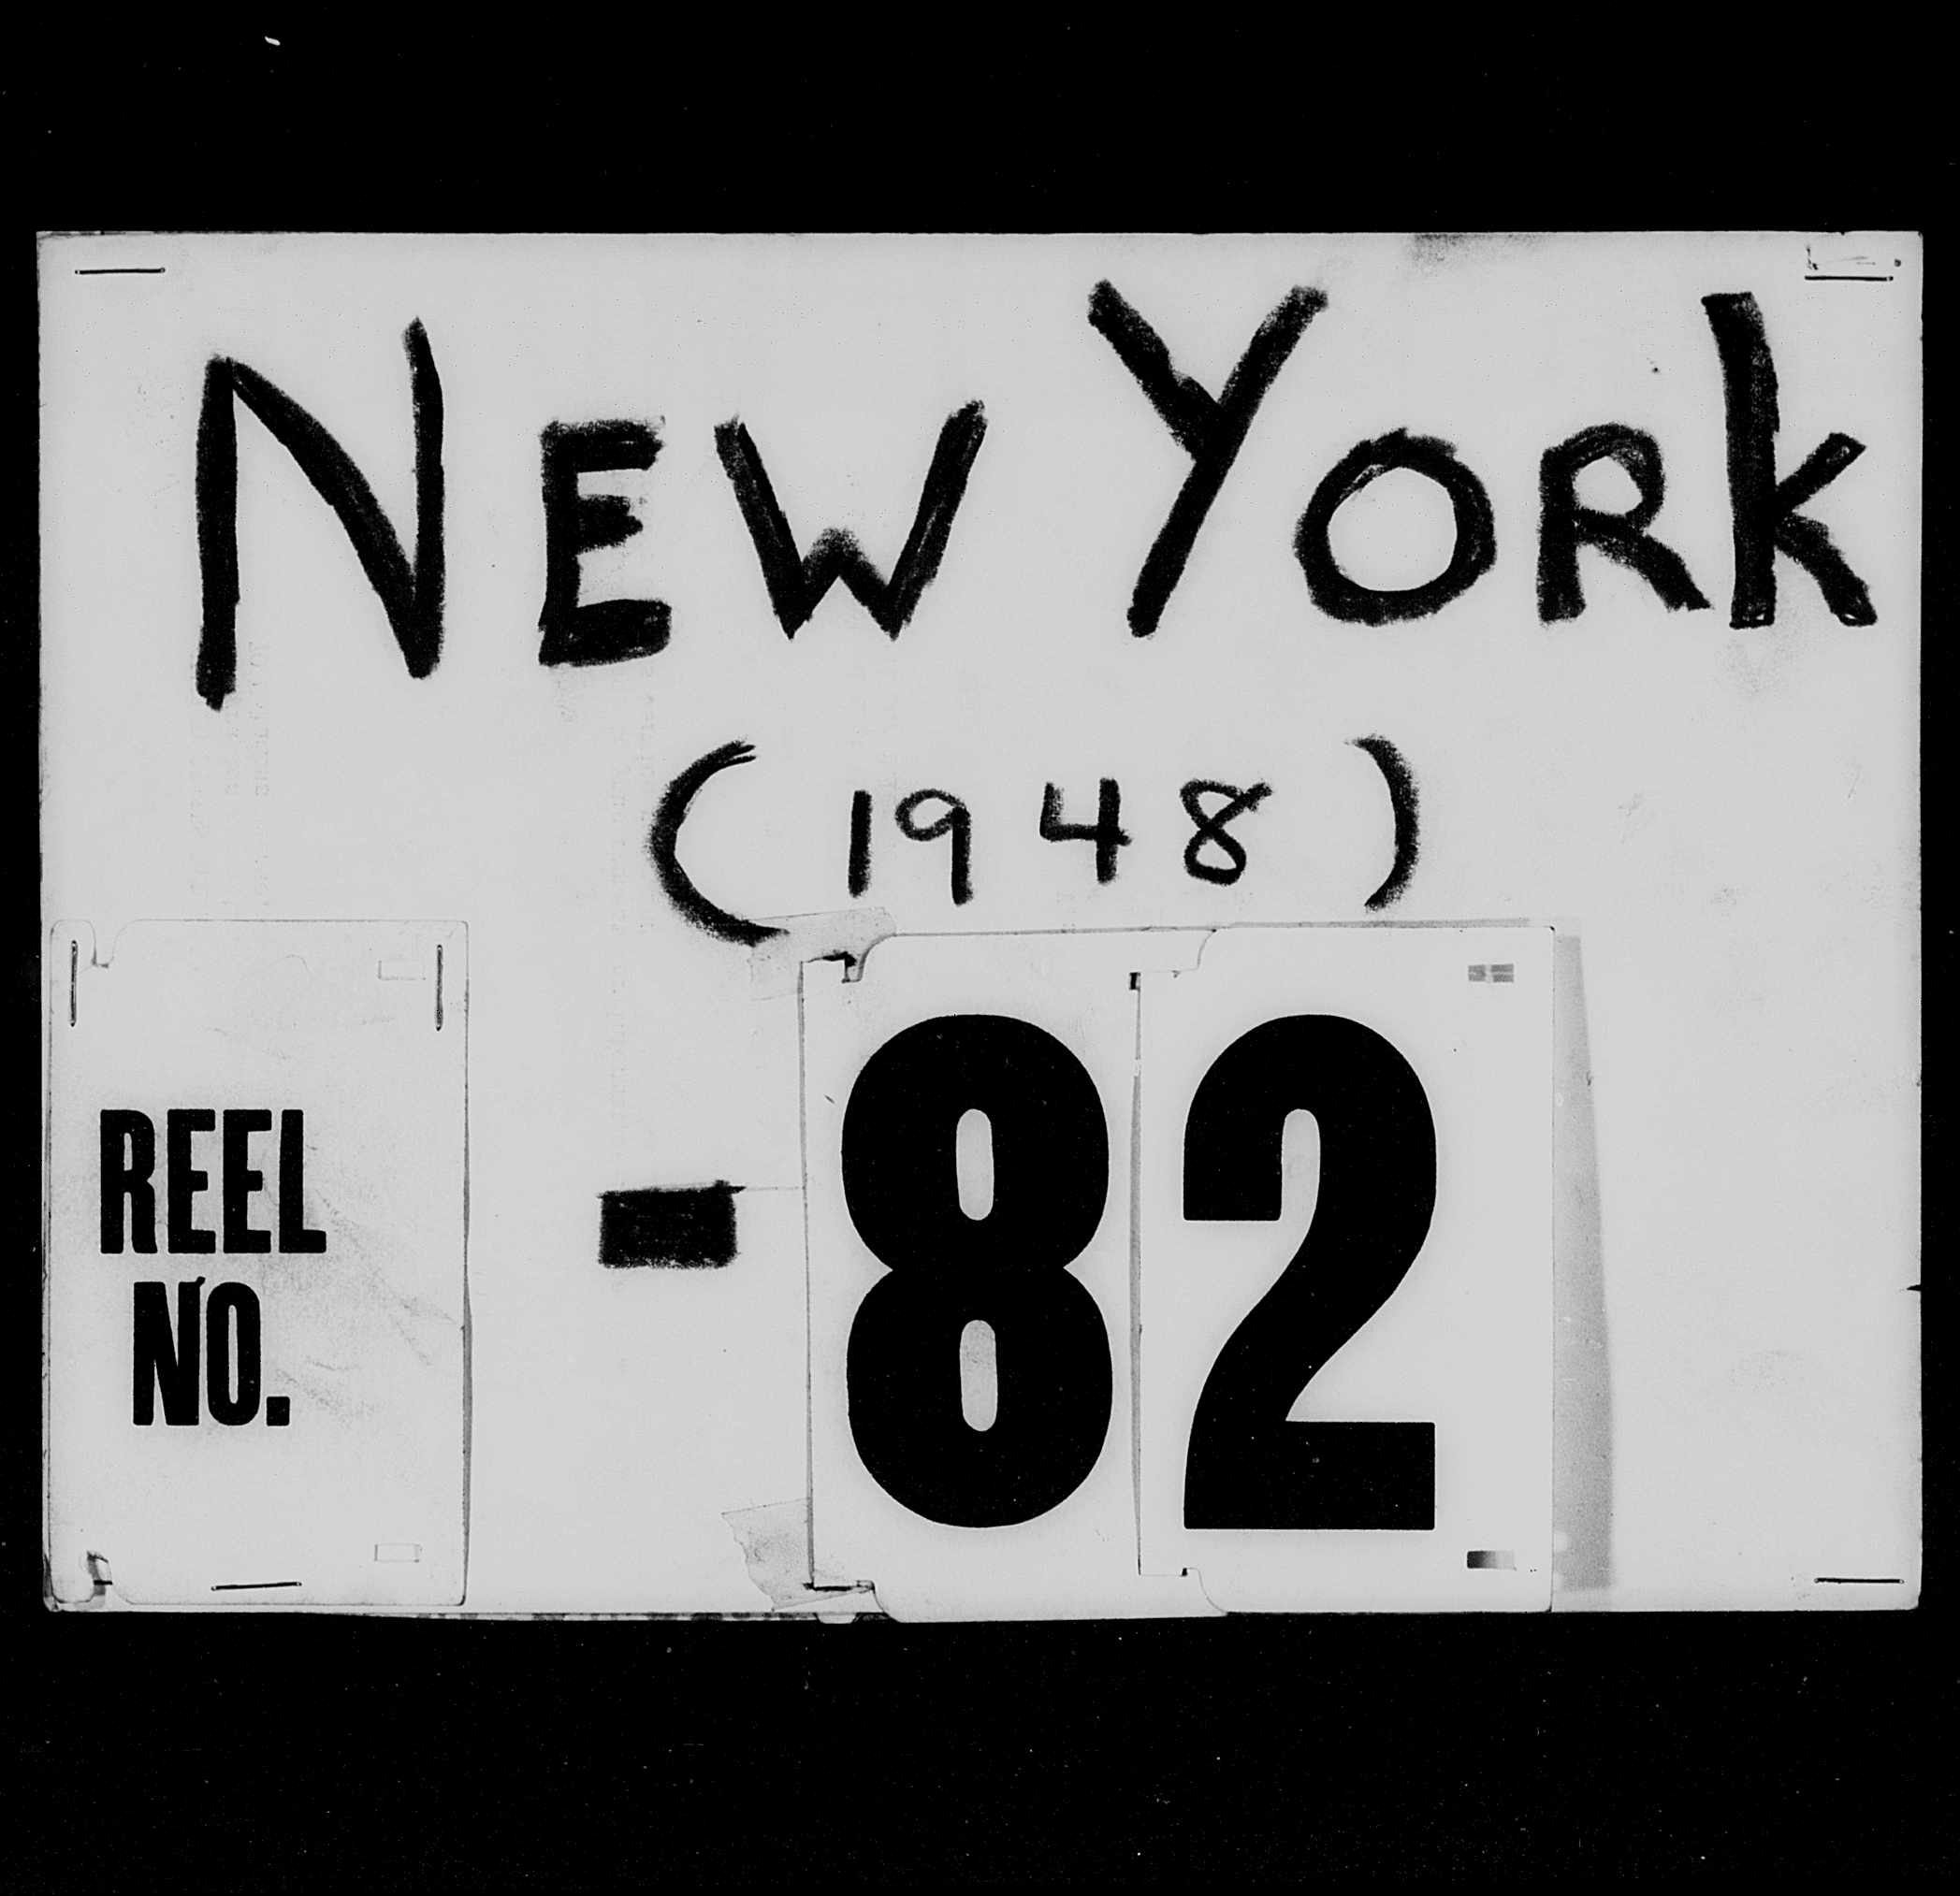 NEW YORk
(1948)
REEL
NO.
- 82